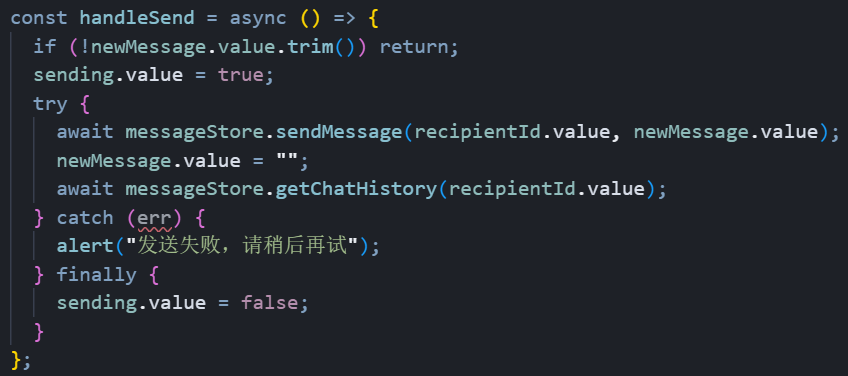 const handleSend = async () => {
  if (!newMessage.value.trim()) return;
  sending.value = true;
  try {
    await messageStore.sendMessage(recipientId.value, newMessage.value);
    newMessage.value = "";
    await messageStore.getChatHistory(recipientId.value);
  } catch (err) {
    alert("发送失败，请稍后再试");
  } finally {
    sending.value = false;
  }
};